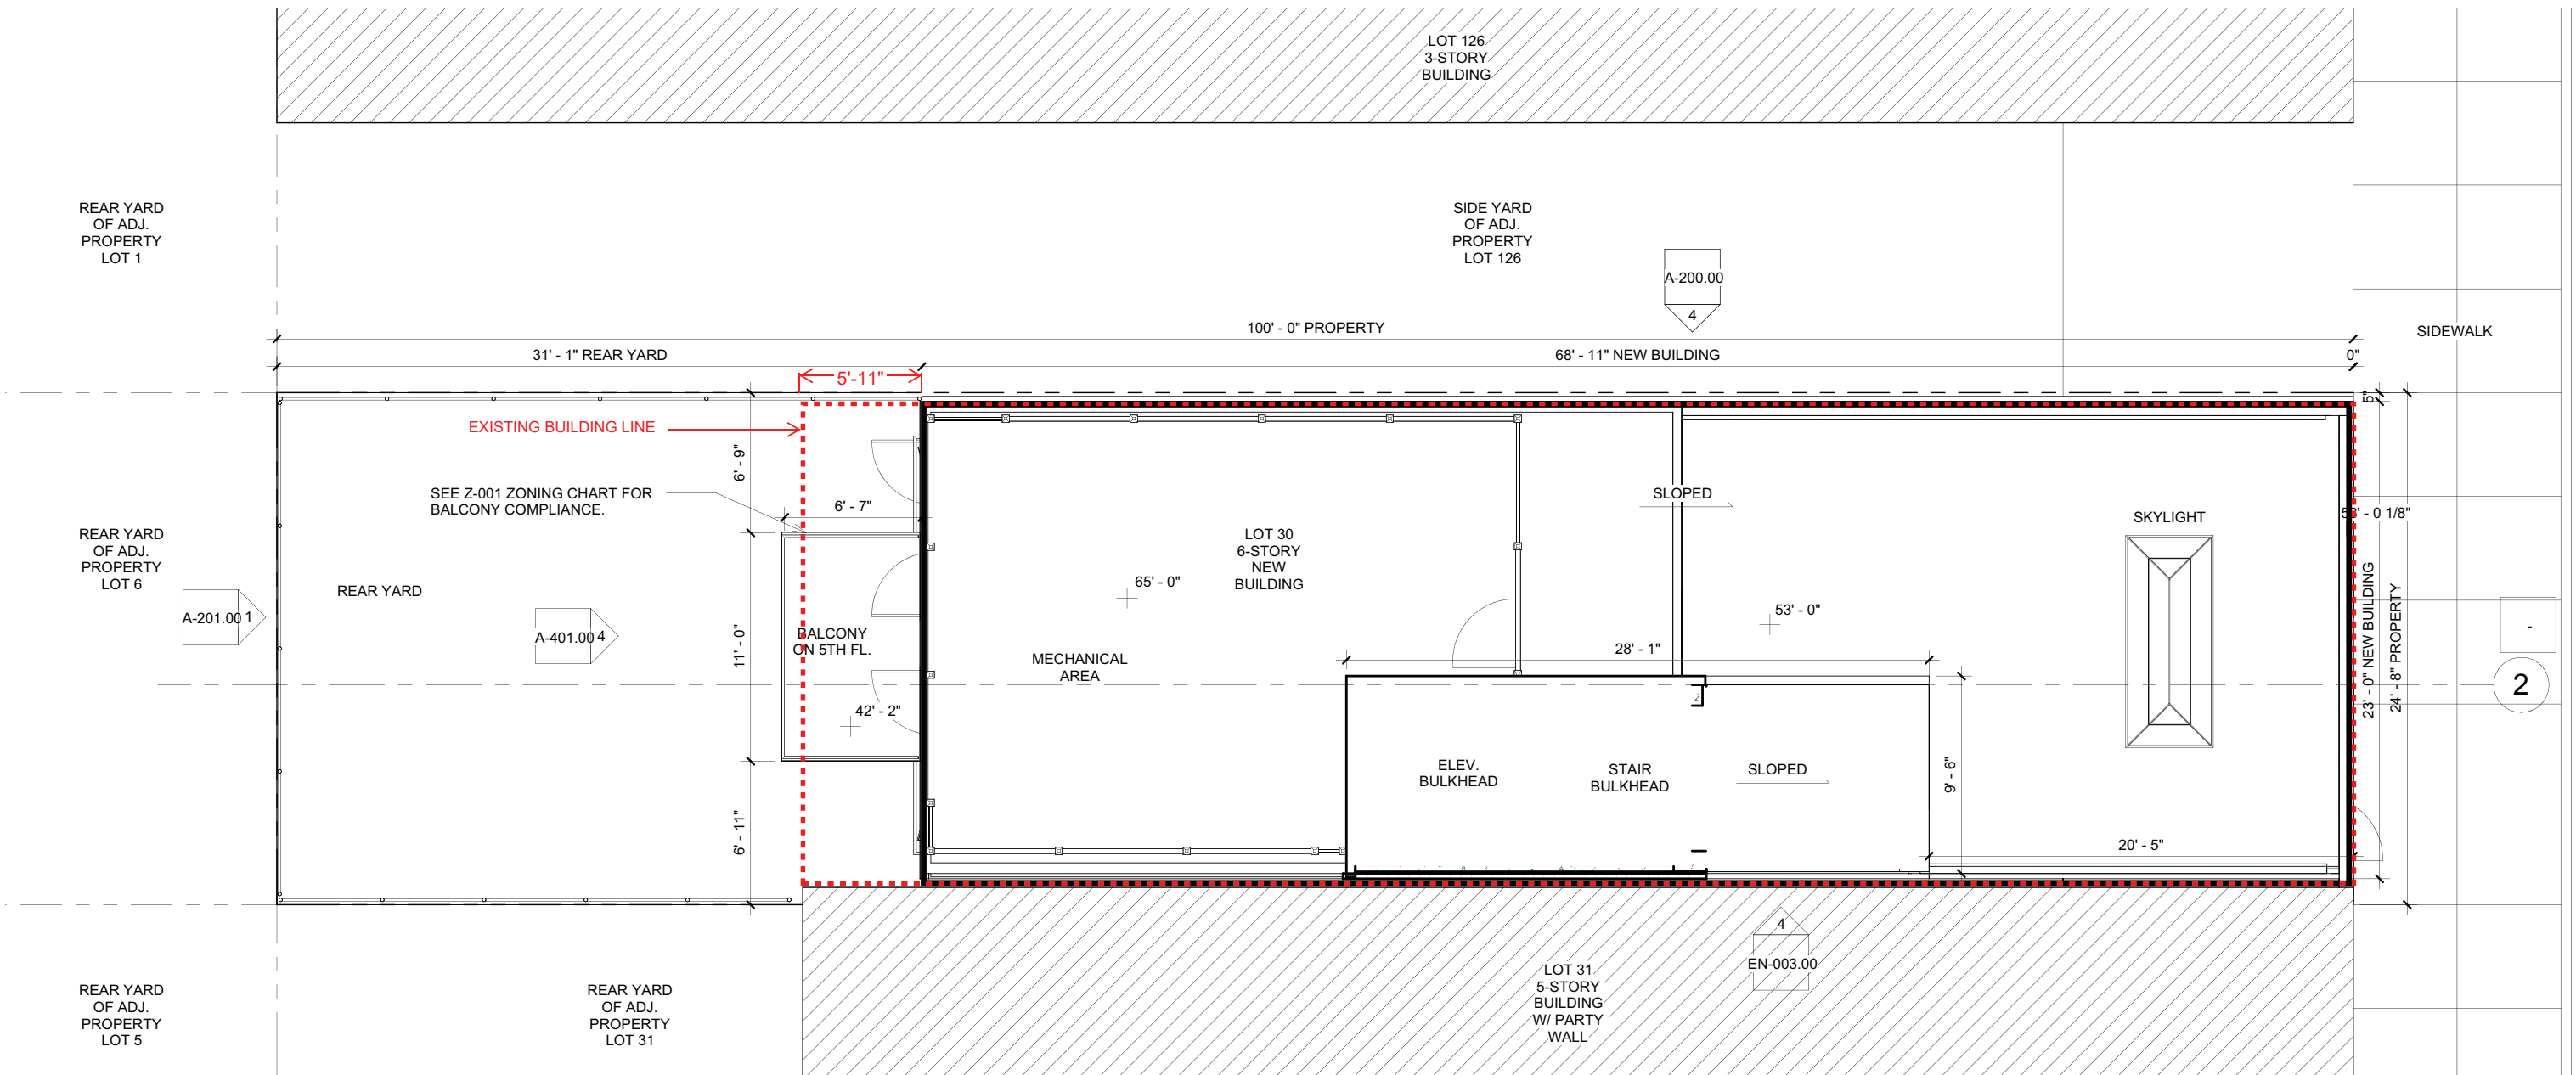 LOT 126
3-STORY
BUILDING
REAR YARD
OF ADJ.
PROPERTY
LOT 1
SIDE YARD
OF ADJ.
PROPERTY
LOT 126
A-200.00
4
100' - 0" PROPERTY
SIDEWALK
31' - 1" REAR YARD
68' - 11" NEW BUILDING
0"
5'-11"
5"
EXISTING BUILDING LINE
6' - 9"
SEE Z-001 ZONING CHART FOR
BALCONY COMPLIANCE.
6' - 7"
SLOPED
SKYLIGHT
REAR YARD
OF ADJ.
PROPERTY
LOT 6
LOT 30
6-STORY
NEW
BUILDING
REAR YARD
65' - 0"
53' - 0"
A-201.00 1
A-401.00 4
BALCONY
ON 5TH FL.
11' - 0"
MECHANICAL
AREA
28' - 1"
23' - 0" NEW BUILDING
24' - 8" PROPERTY
-
2
42' - 2"
ELEV.
BULKHEAD
STAIR
BULKHEAD
SLOPED
9' - 6"
6' - 11"
20' - 5"
4
EN-003.00
REAR YARD
OF ADJ.
PROPERTY
LOT 5
REAR YARD
OF ADJ.
PROPERTY
LOT 31
LOT 31
5-STORY
BUILDING
W/ PARTY
WALL